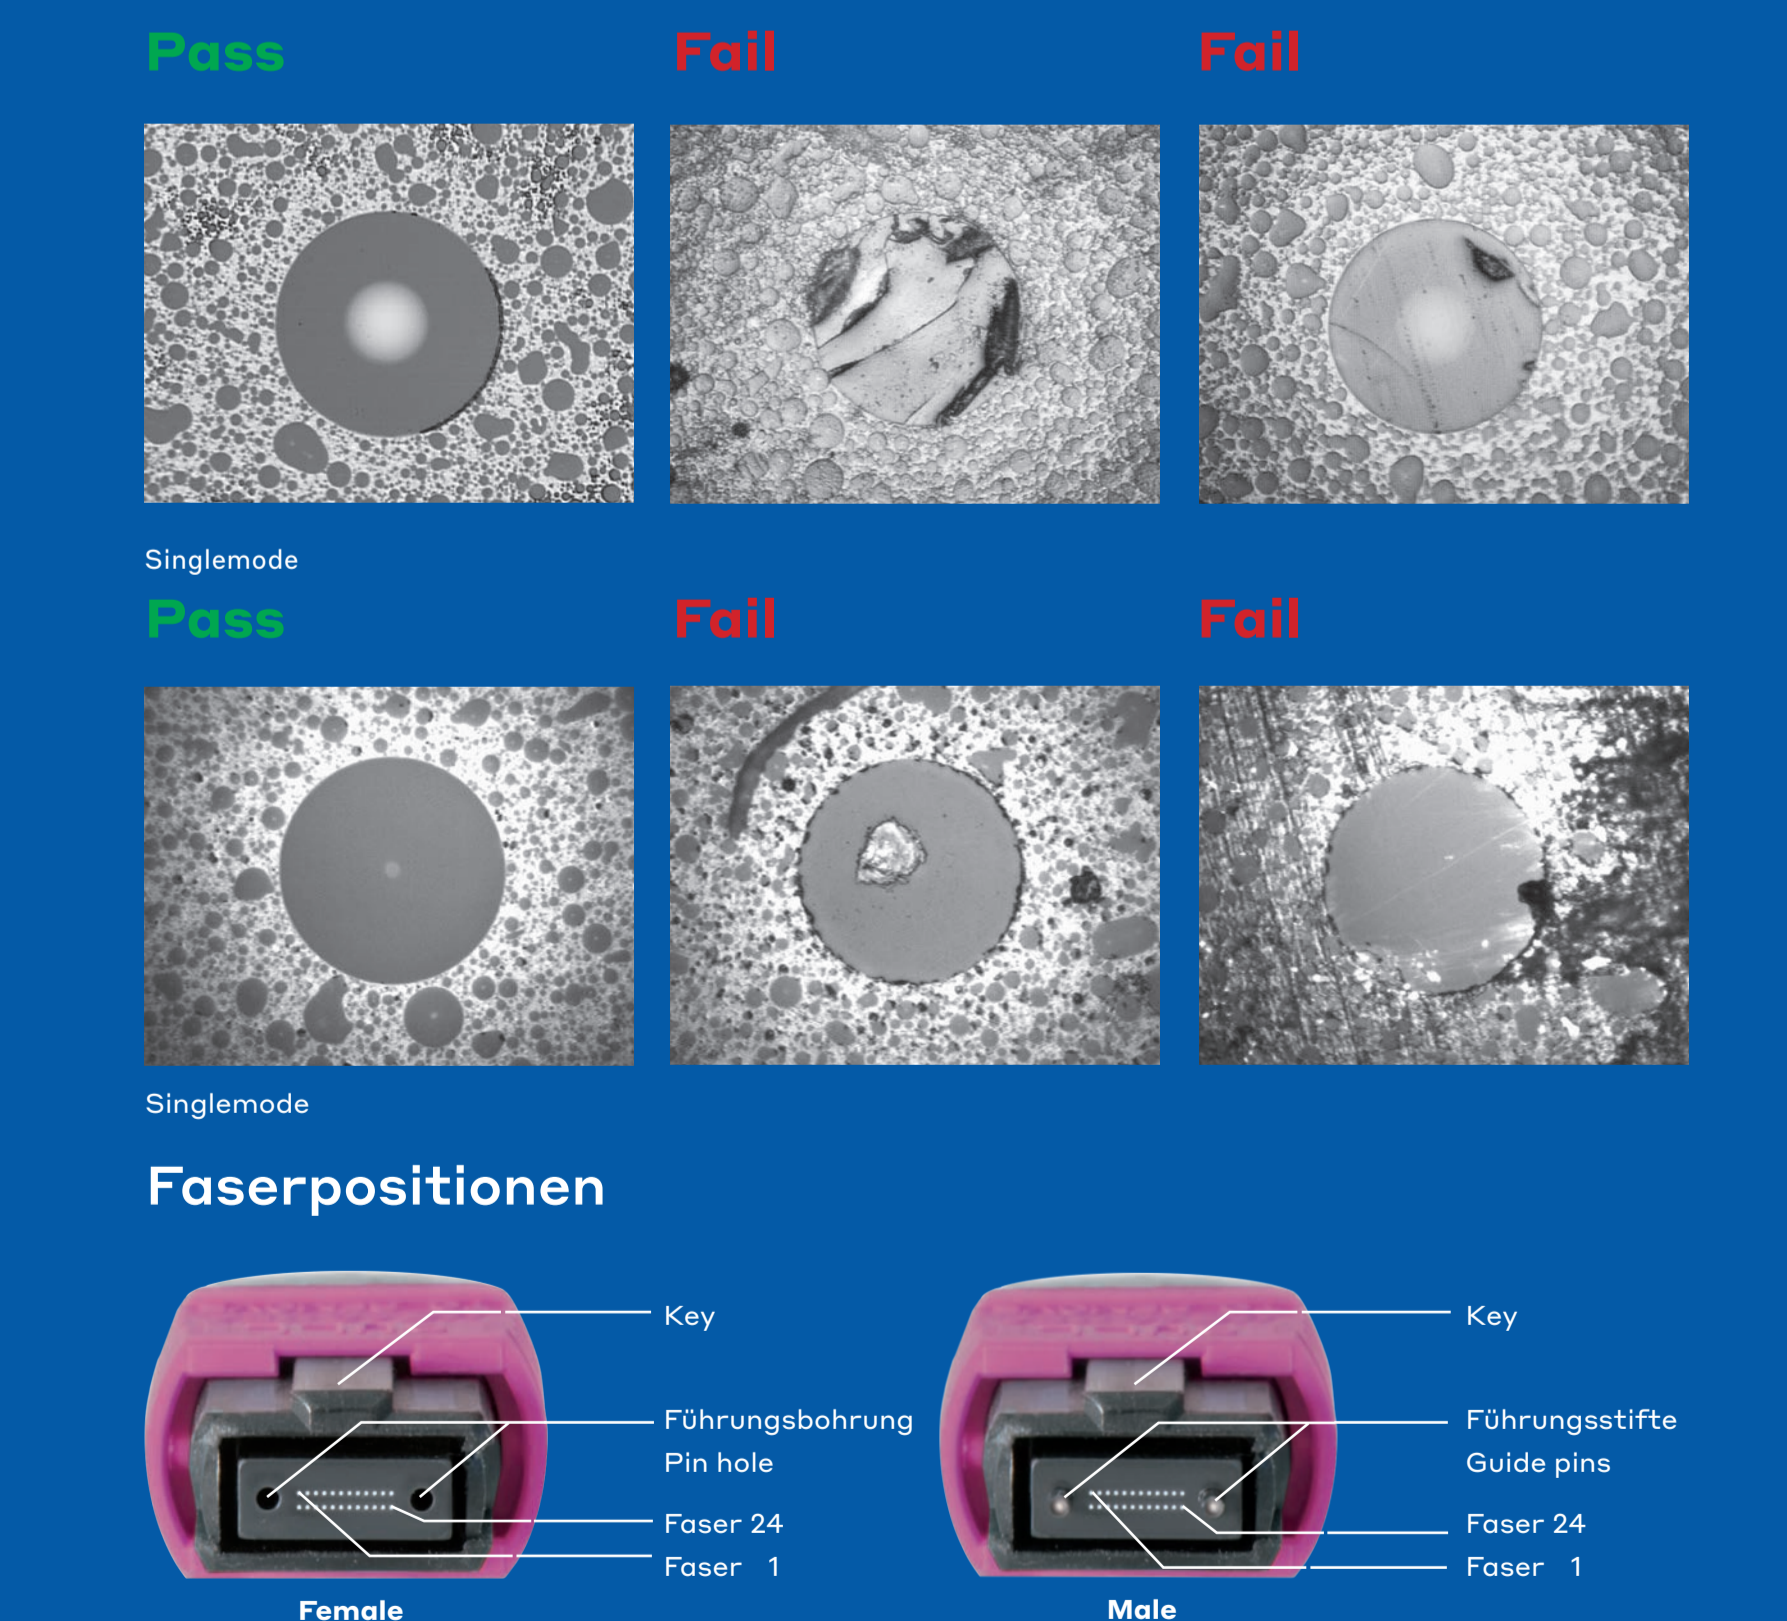 Pass
Fail
Fail
Singlemode
Pass
Fail
Fail
Singlemode
Faserpositionen
Key
Führungsbohrung
Pin hole
Faser 24
Faser 1
Female
Key
Führungsstifte
Guide pins
Faser 24
Faser 1
Male